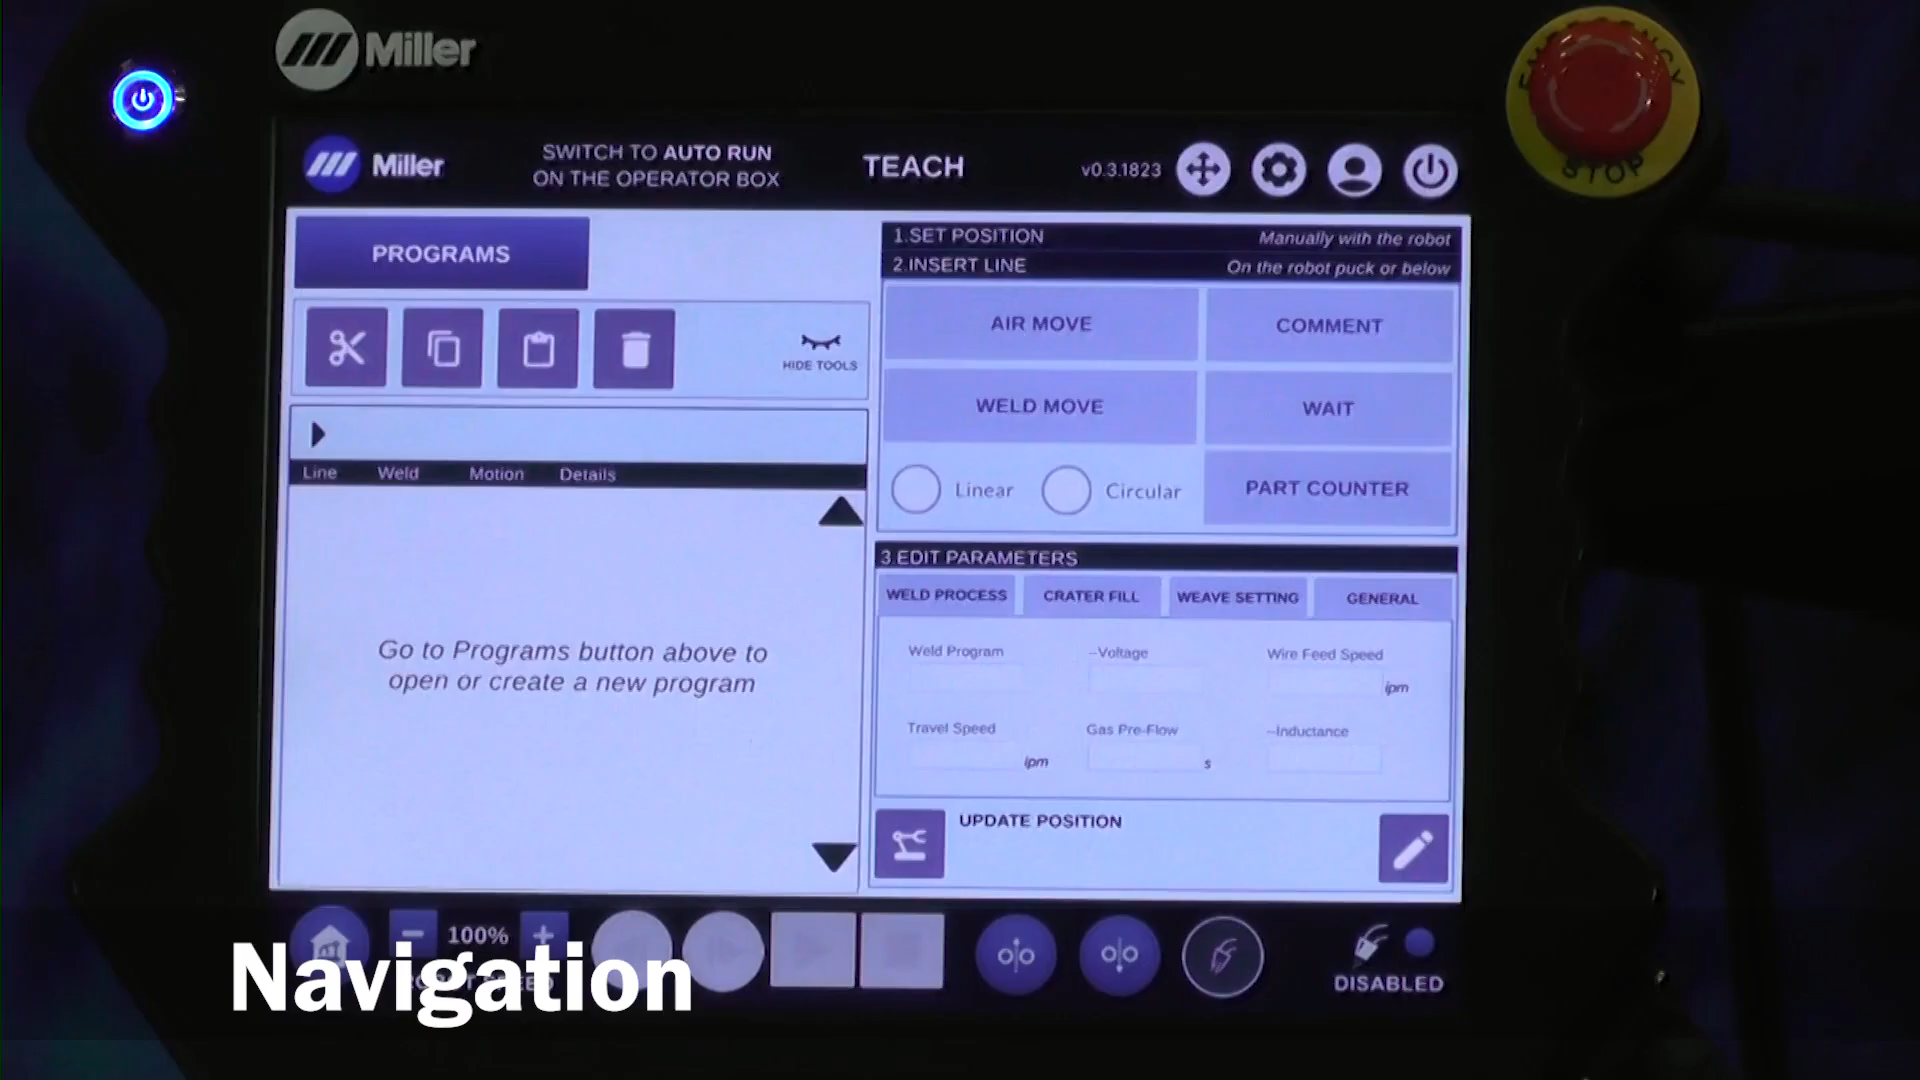 Miller
EMERGENCY
STOP
Miller
SWITCH TO AUTO RUN
ON THE OPERATOR BOX
TEACH
v0.3.1823
PROGRAMS
HIDE TOOLS
Line Weld Motion Details
Go to Programs button above to
open or create a new program
1.SET POSITION Manually with the robot
2.INSERT LINE On the robot puck or below
AIR MOVE COMMENT
WELD MOVE WAIT
Linear Circular PART COUNTER
3.EDIT PARAMETERS
WELD PROCESS CRATER FILL WEAVE SETTING GENERAL
Weld Program --Voltage Wire Feed Speed
ipm
Travel Speed Gas Pre-Flow --Inductance
ipm s
UPDATE POSITION
100%
DISABLED
Navigation